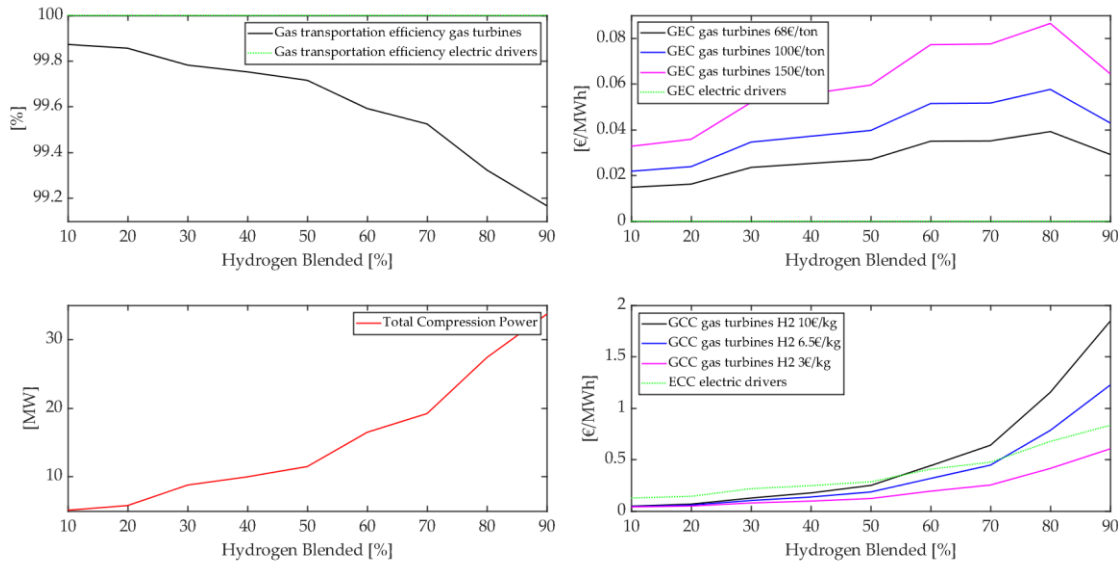 100
99.8
99.6
99.4
99.2
[%]
Gas transportation efficiency gas turbines
Gas transportation efficiency electric drivers
10 20 30 40 50 60 70 80 90
Hydrogen Blended [%]
0.08
0.06
0.04
0.02
0
[€/MWh]
GEC gas turbines 68€/ton
GEC gas turbines 100€/ton
GEC gas turbines 150€/ton
GEC electric drivers
10 20 30 40 50 60 70 80 90
Hydrogen Blended [%]
30
20
10
[MW]
Total Compression Power
10 20 30 40 50 60 70 80 90
Hydrogen Blended [%]
2
1.5
1
0.5
0
[€/MWh]
GCC gas turbines H2 10€/kg
GCC gas turbines H2 6.5€/kg
GCC gas turbines H2 3€/kg
ECC electric drivers
10 20 30 40 50 60 70 80 90
Hydrogen Blended [%]